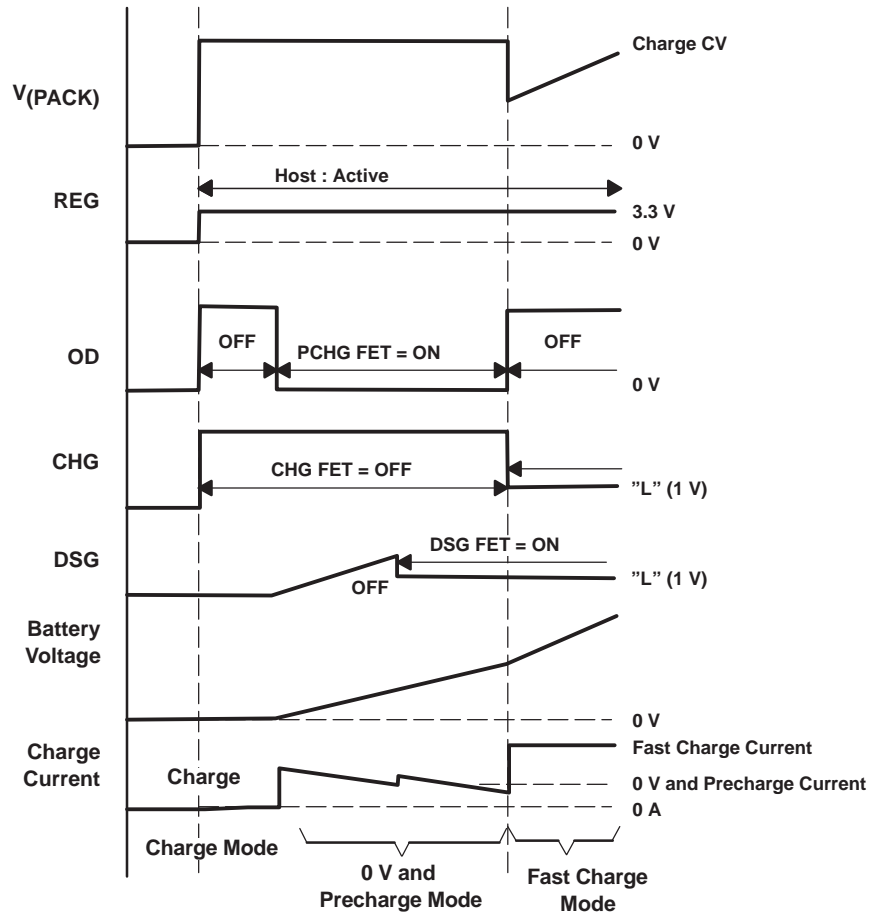 Charge CV
V(PACK)
0 V
Host : Active
REG
3.3 V
0 V
OFF
PCHG FET = ON
OFF
OD
0 V
CHG
CHG FET = OFF
”L” (1 V)
DSG FET = ON
DSG
OFF
”L” (1 V)
Battery
Voltage
0 V
Fast Charge Current
Charge
Current
Charge
0 V and Precharge Current
0 A
Charge Mode
0 V and
Precharge Mode
Fast Charge
Mode